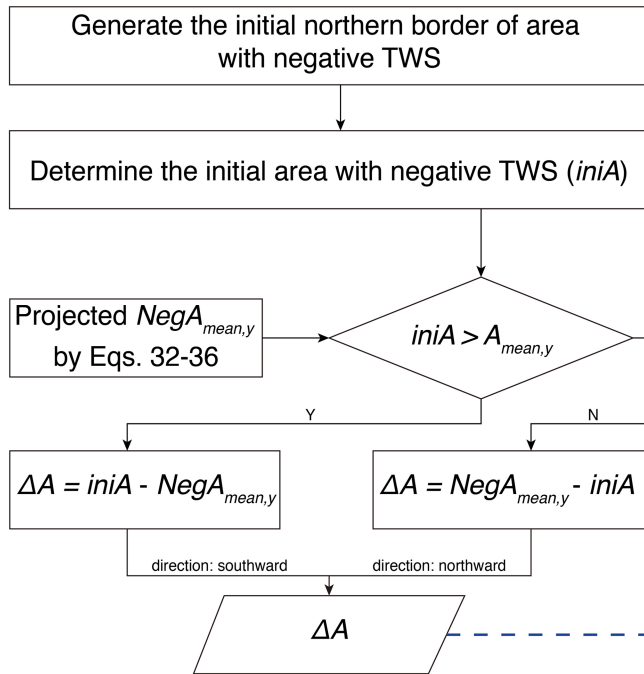 Generate the initial northern border of area
with negative TWS
Determine the initial area with negative TWS (iniA)
Projected NegA_mean,y
by Eqs. 32-36
iniA > A_mean,y
Y
N
ΔA = iniA - NegA_mean,y
ΔA = NegA_mean,y - iniA
direction: southward
direction: northward
ΔA